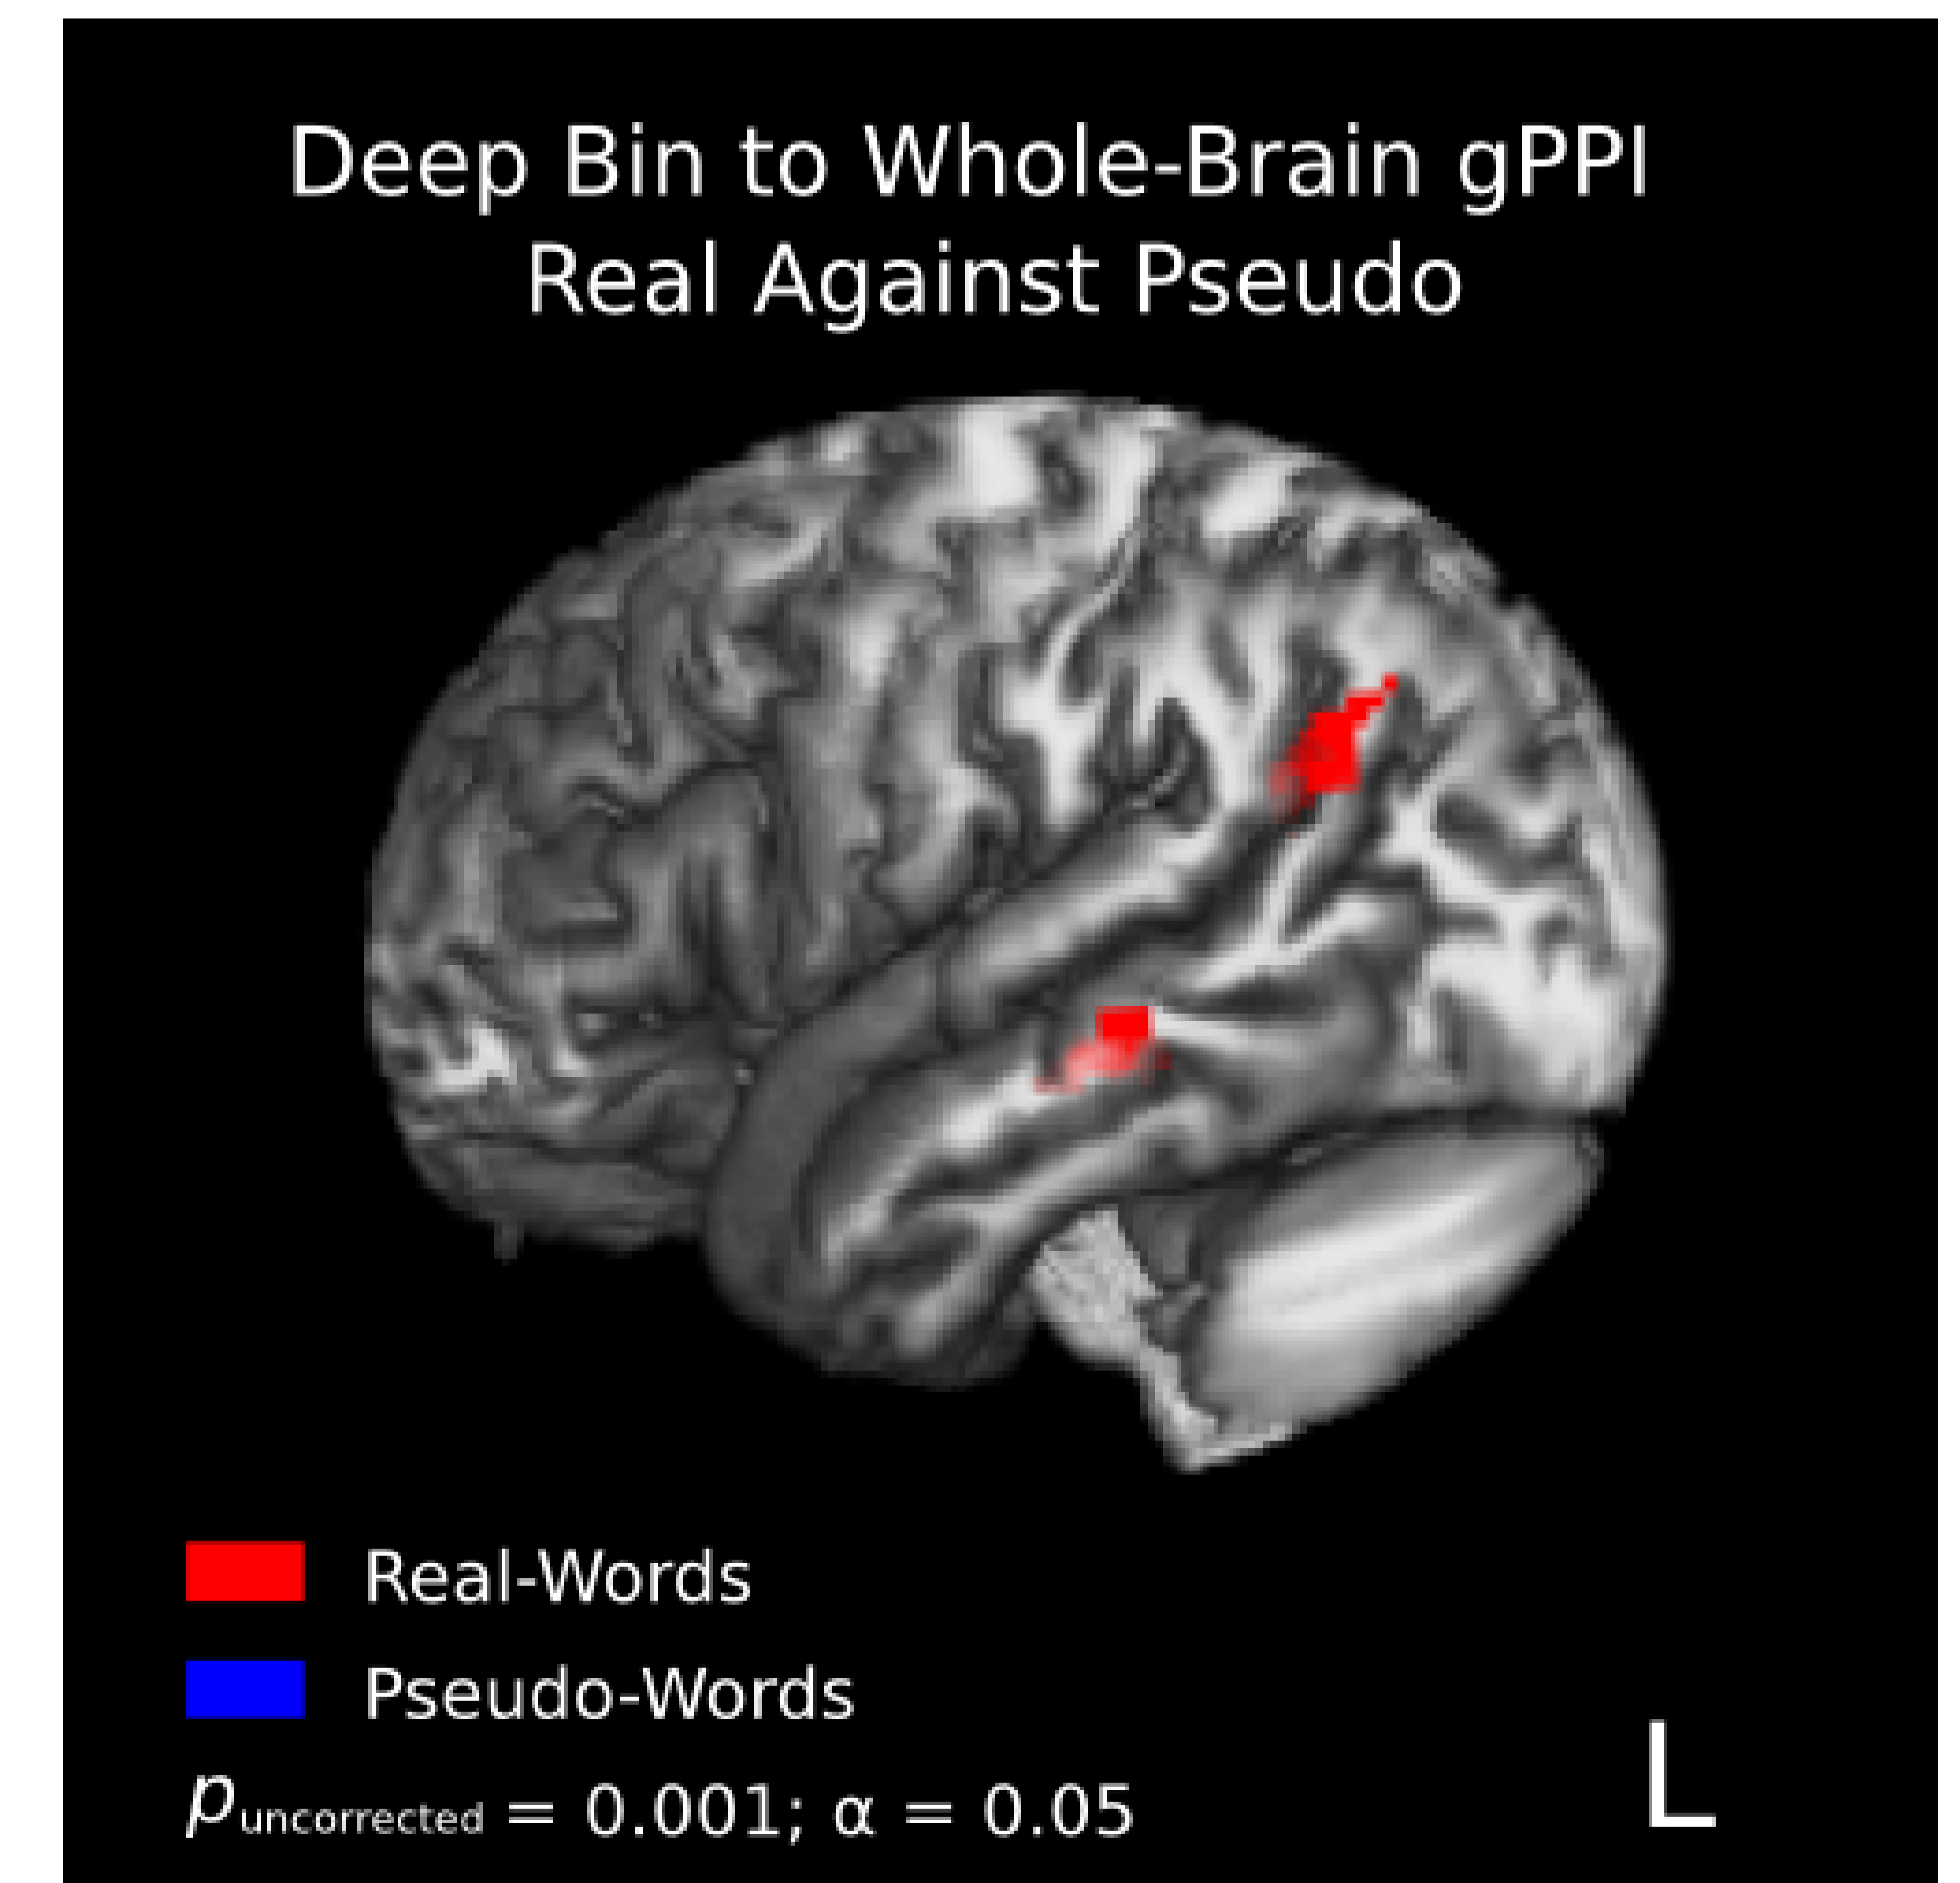 Deep Bin to Whole-Brain gPPI
Real Against Pseudo
Real-Words
Pseudo-Words
puncorrected = 0.001; α = 0.05
L